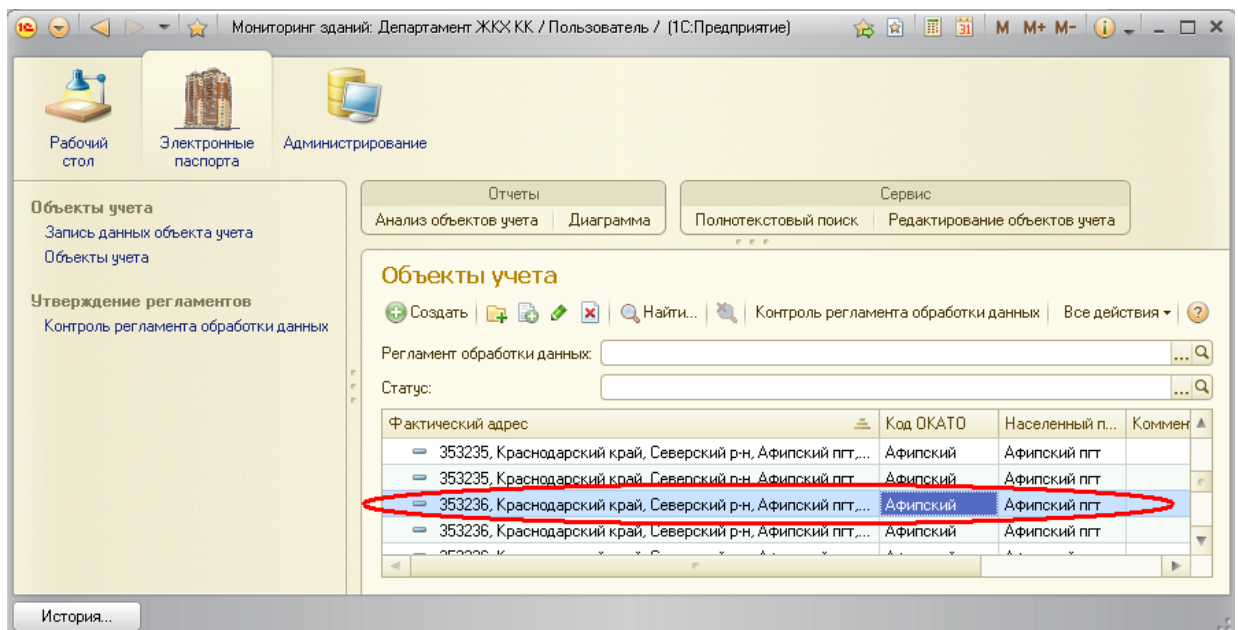 Мониторинг зданий: Департамент ЖКХ КК / Пользователь / (1С:Предприятие)
31 M M+ M-
Рабочий стол
Электронные паспорта
Администрирование
Объекты учета
Запись данных объекта учета
Объекты учета
Утверждение регламентов
Контроль регламента обработки данных
Отчеты
Анализ объектов учета Диаграмма
Сервис
Полнотекстовый поиск Редактирование объектов учета
Объекты учета
Создать Найти... Контроль регламента обработки данных Все действия
Регламент обработки данных: ...
Статус: ...
Фактический адрес Код ОКАТО Населенный п... Коммен
353235, Краснодарский край, Северский р-н, Афипский пгт,... Афипский Афипский пгт
353235, Краснодарский край, Северский р-н, Афипский пгт,... Афипский Афипский пгт
353236, Краснодарский край, Северский р-н, Афипский пгт,... Афипский Афипский пгт
353236, Краснодарский край, Северский р-н, Афипский пгт,... Афипский Афипский пгт
История...